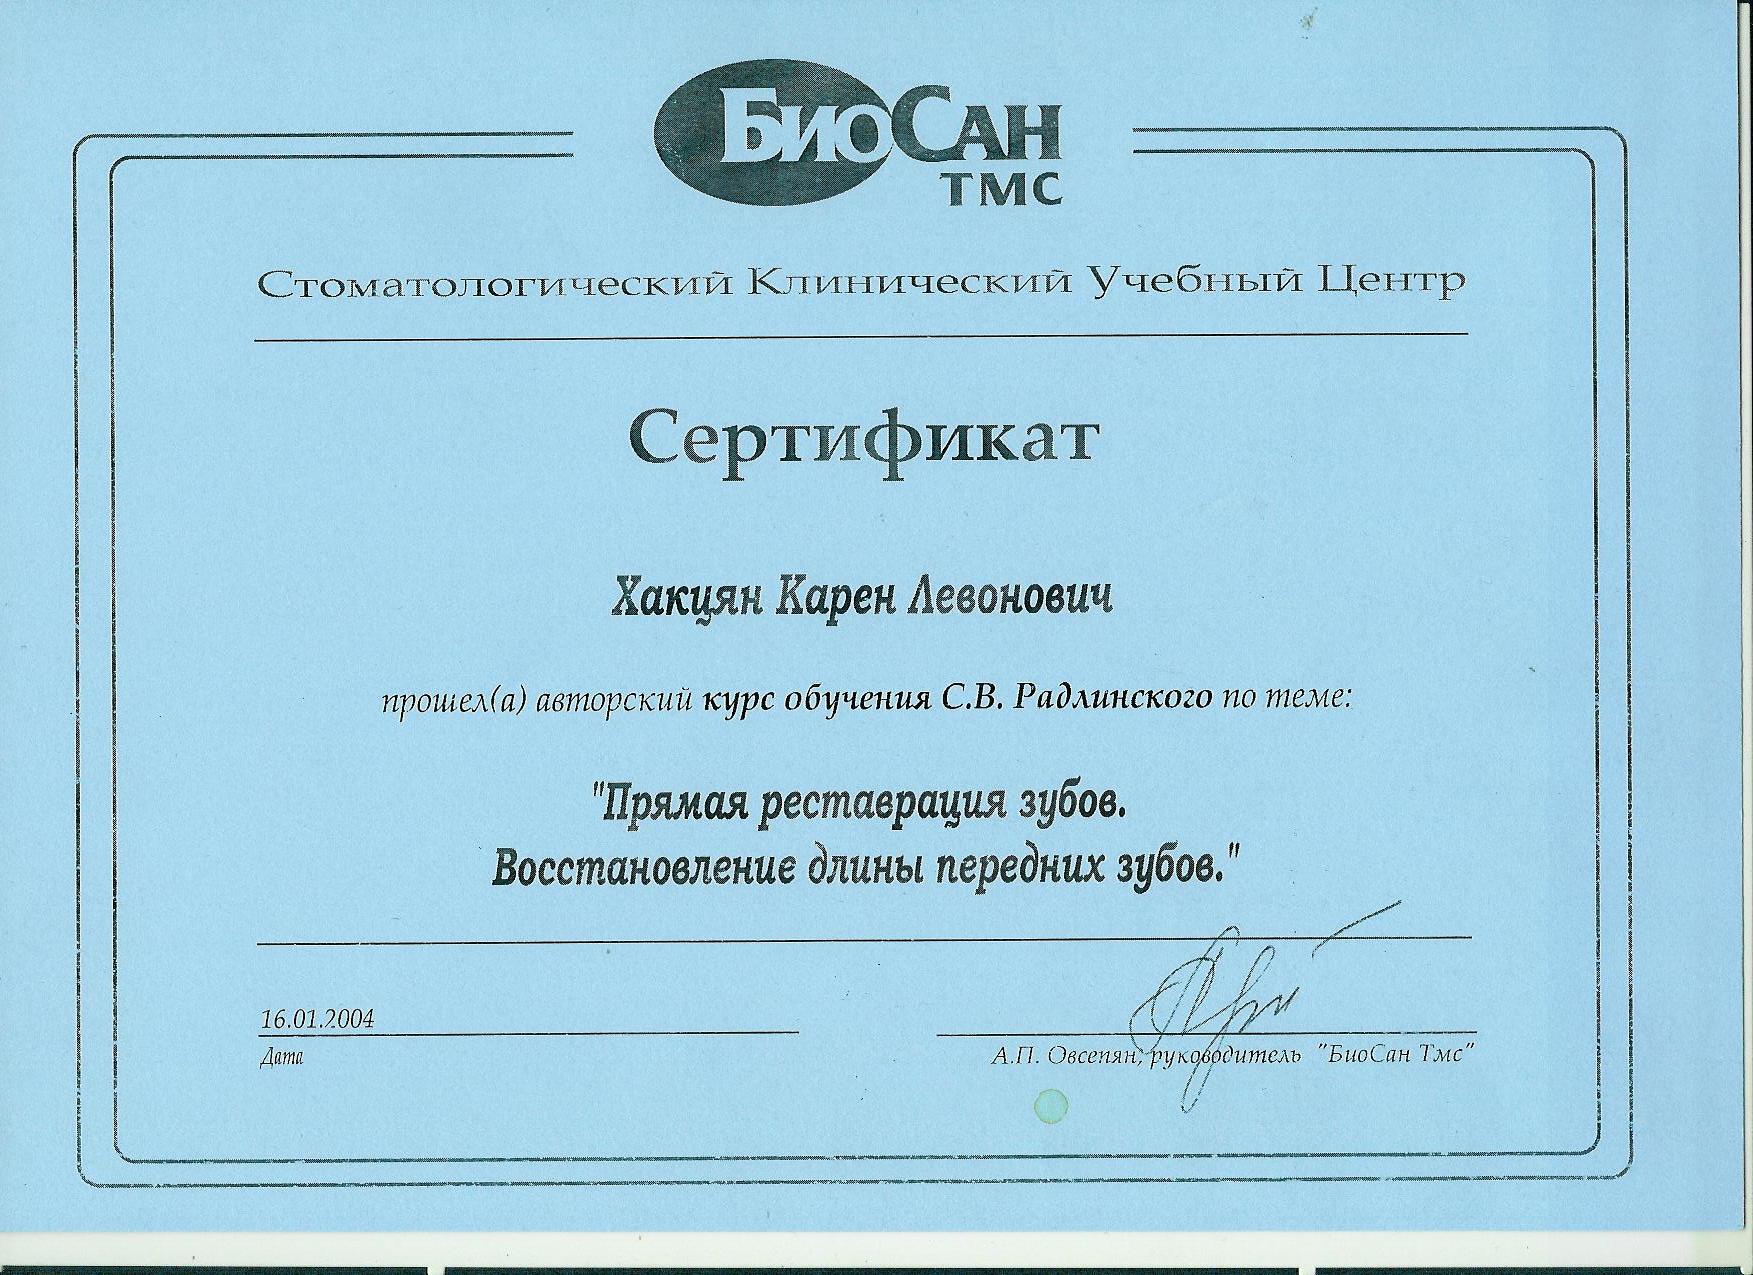 БиоСан
ТМС
Стоматологический Клинический Учебный Центр
Сертификат
Хакцян Карен Левонович
прошел(а) авторский курс обучения С.В. Радлинского по теме:
"Прямая реставрация зубов.
Восстановление длины передних зубов."
16.01.2004
Дата
А.П. Овсепян, руководитель "БиоСан Тмс"